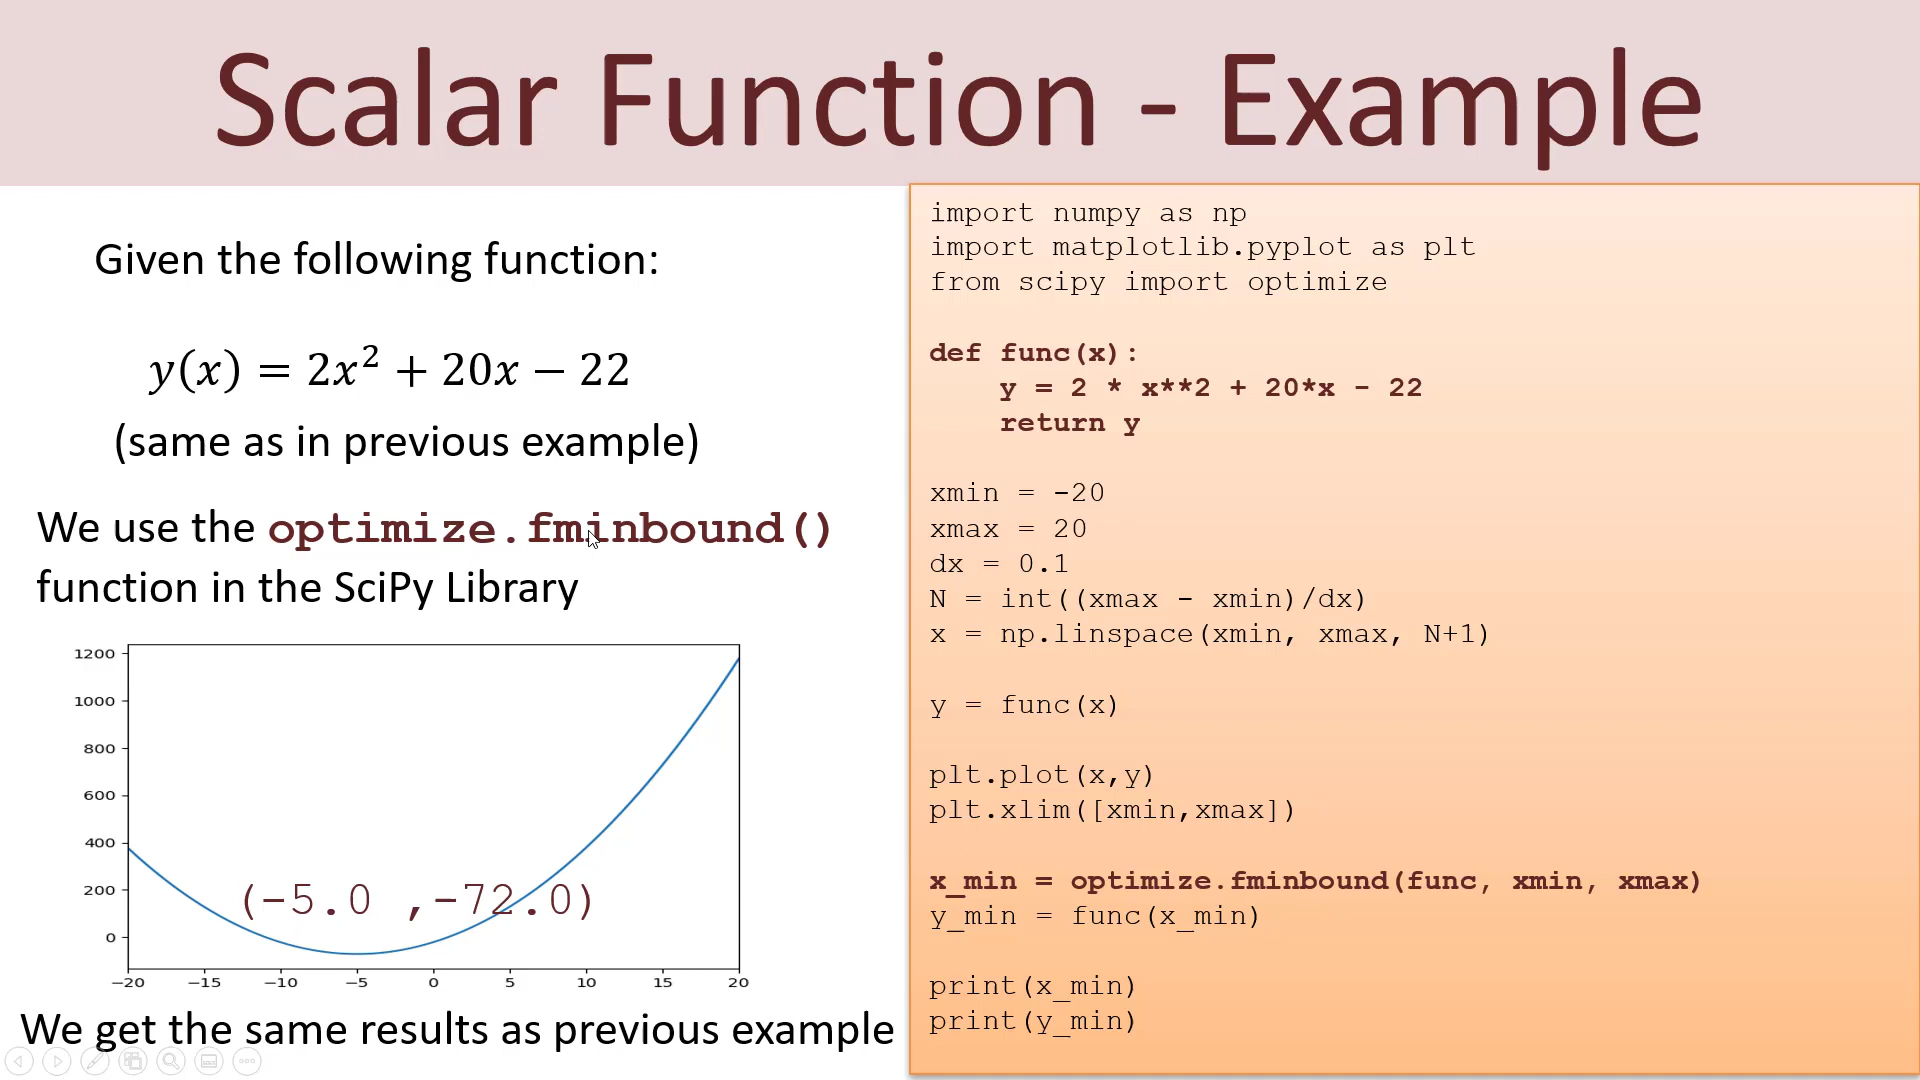 Scalar Function - Example
Given the following function:
y(x) = 2x² + 20x − 22
(same as in previous example)
We use the optimize.fminbound()
function in the SciPy Library
1200
1000
800
600
400
200
0
(-5.0 ,-72.0)
−20 −15 −10 −5 0 5 10 15 20
We get the same results as previous example
import numpy as np
import matplotlib.pyplot as plt
from scipy import optimize
def func(x):
    y = 2 * x**2 + 20*x - 22
    return y
xmin = -20
xmax = 20
dx = 0.1
N = int((xmax - xmin)/dx)
x = np.linspace(xmin, xmax, N+1)
y = func(x)
plt.plot(x,y)
plt.xlim([xmin,xmax])
x_min = optimize.fminbound(func, xmin, xmax)
y_min = func(x_min)
print(x_min)
print(y_min)